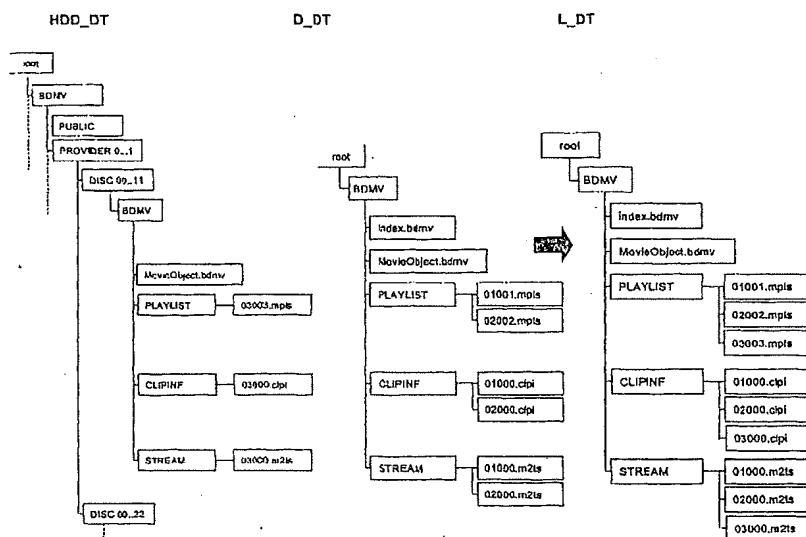 HDD_DT
D_DT
L_DT
root
BDMV
PUBLIC
PROVIDER 0...1
DISC 00...11
BDMV
MovieObject.bdmv
PLAYLIST
03003.mpls
CLIPINF
03000.clpi
STREAM
03000.m2ts
DISC 00...22
root
BDMV
Index.bdmv
MovieObject.bdmv
PLAYLIST
01001.mpls
02002.mpls
CLIPINF
01000.clpi
02000.clpi
STREAM
01000.m2ts
02000.m2ts
root
BDMV
Index.bdmv
MovieObject.bdmv
PLAYLIST
01001.mpls
02002.mpls
03003.mpls
CLIPINF
01000.clpi
02000.clpi
03000.clpi
STREAM
01000.m2ts
02000.m2ts
03000.m2ts